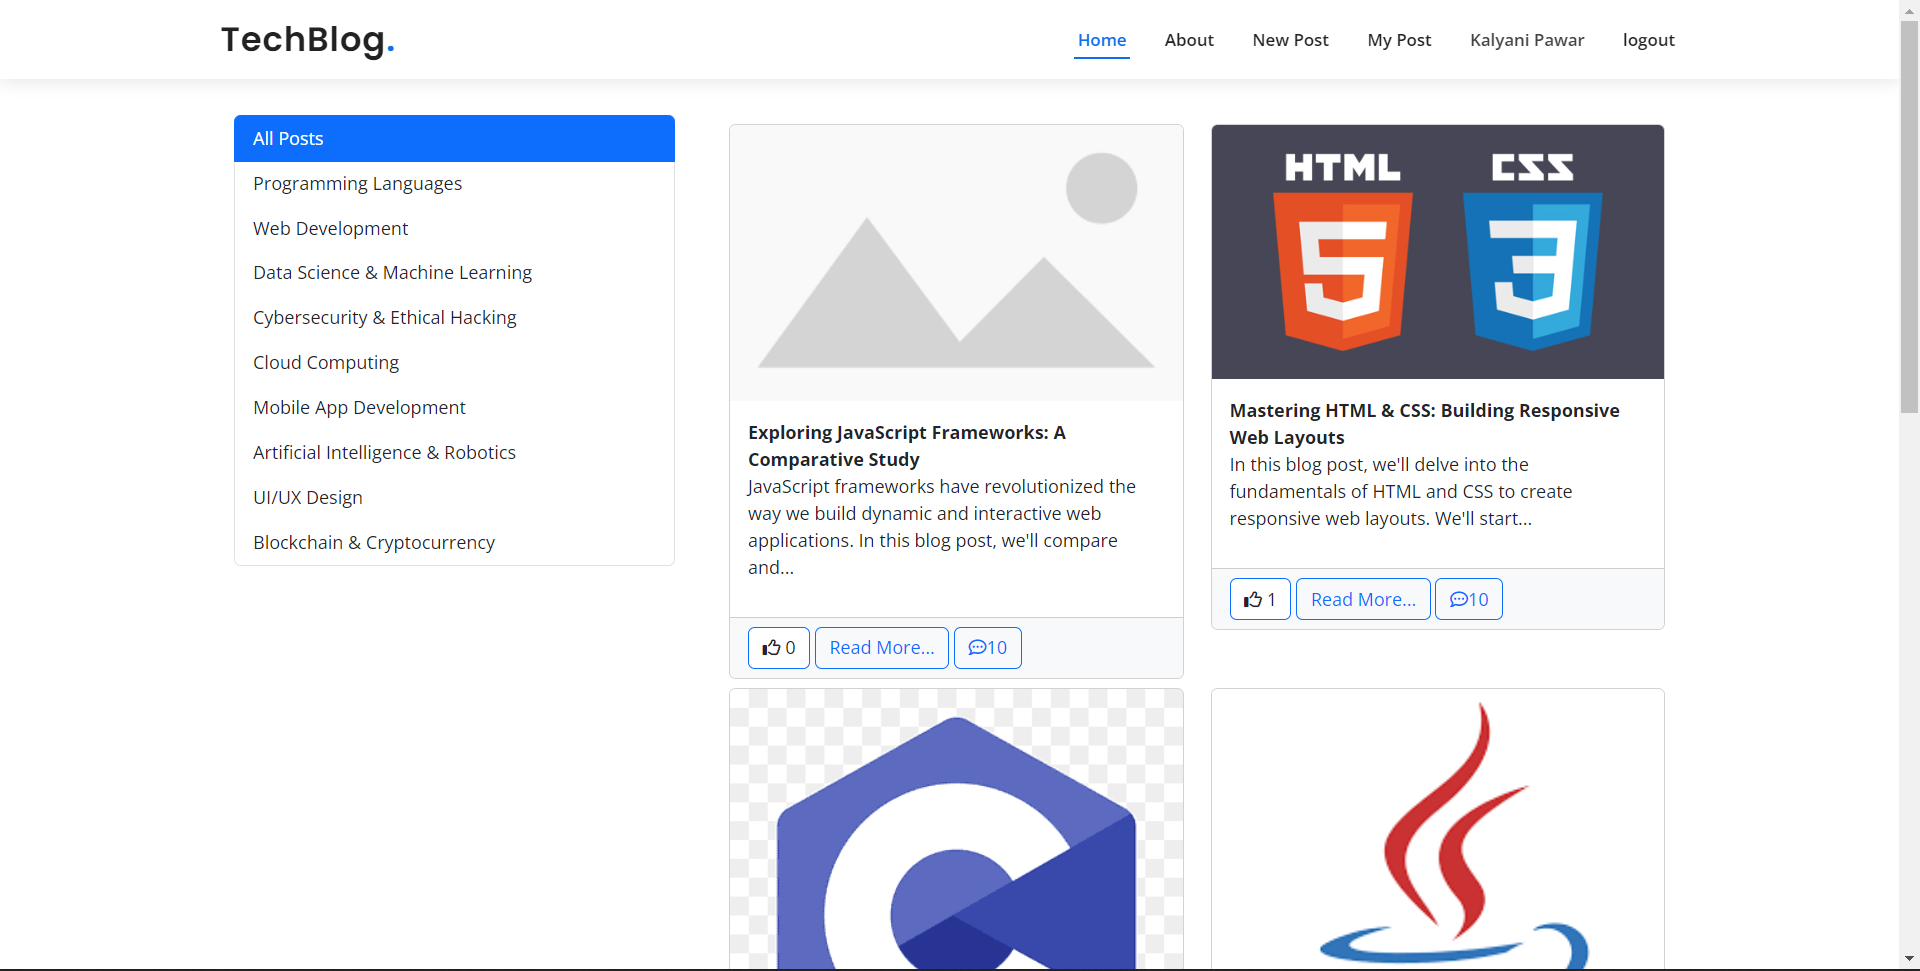 TechBlog.
Home
About
New Post
My Post
Kalyani Pawar
logout
All Posts
Programming Languages
Web Development
Data Science & Machine Learning
Cybersecurity & Ethical Hacking
Cloud Computing
Mobile App Development
Artificial Intelligence & Robotics
UI/UX Design
Blockchain & Cryptocurrency
Exploring JavaScript Frameworks: A
Comparative Study
JavaScript frameworks have revolutionized the
way we build dynamic and interactive web
applications. In this blog post, we'll compare
and...
0
Read More...
10
HTML
CSS
5
3
Mastering HTML & CSS: Building Responsive
Web Layouts
In this blog post, we'll delve into the
fundamentals of HTML and CSS to create
responsive web layouts. We'll start...
1
Read More...
10
C